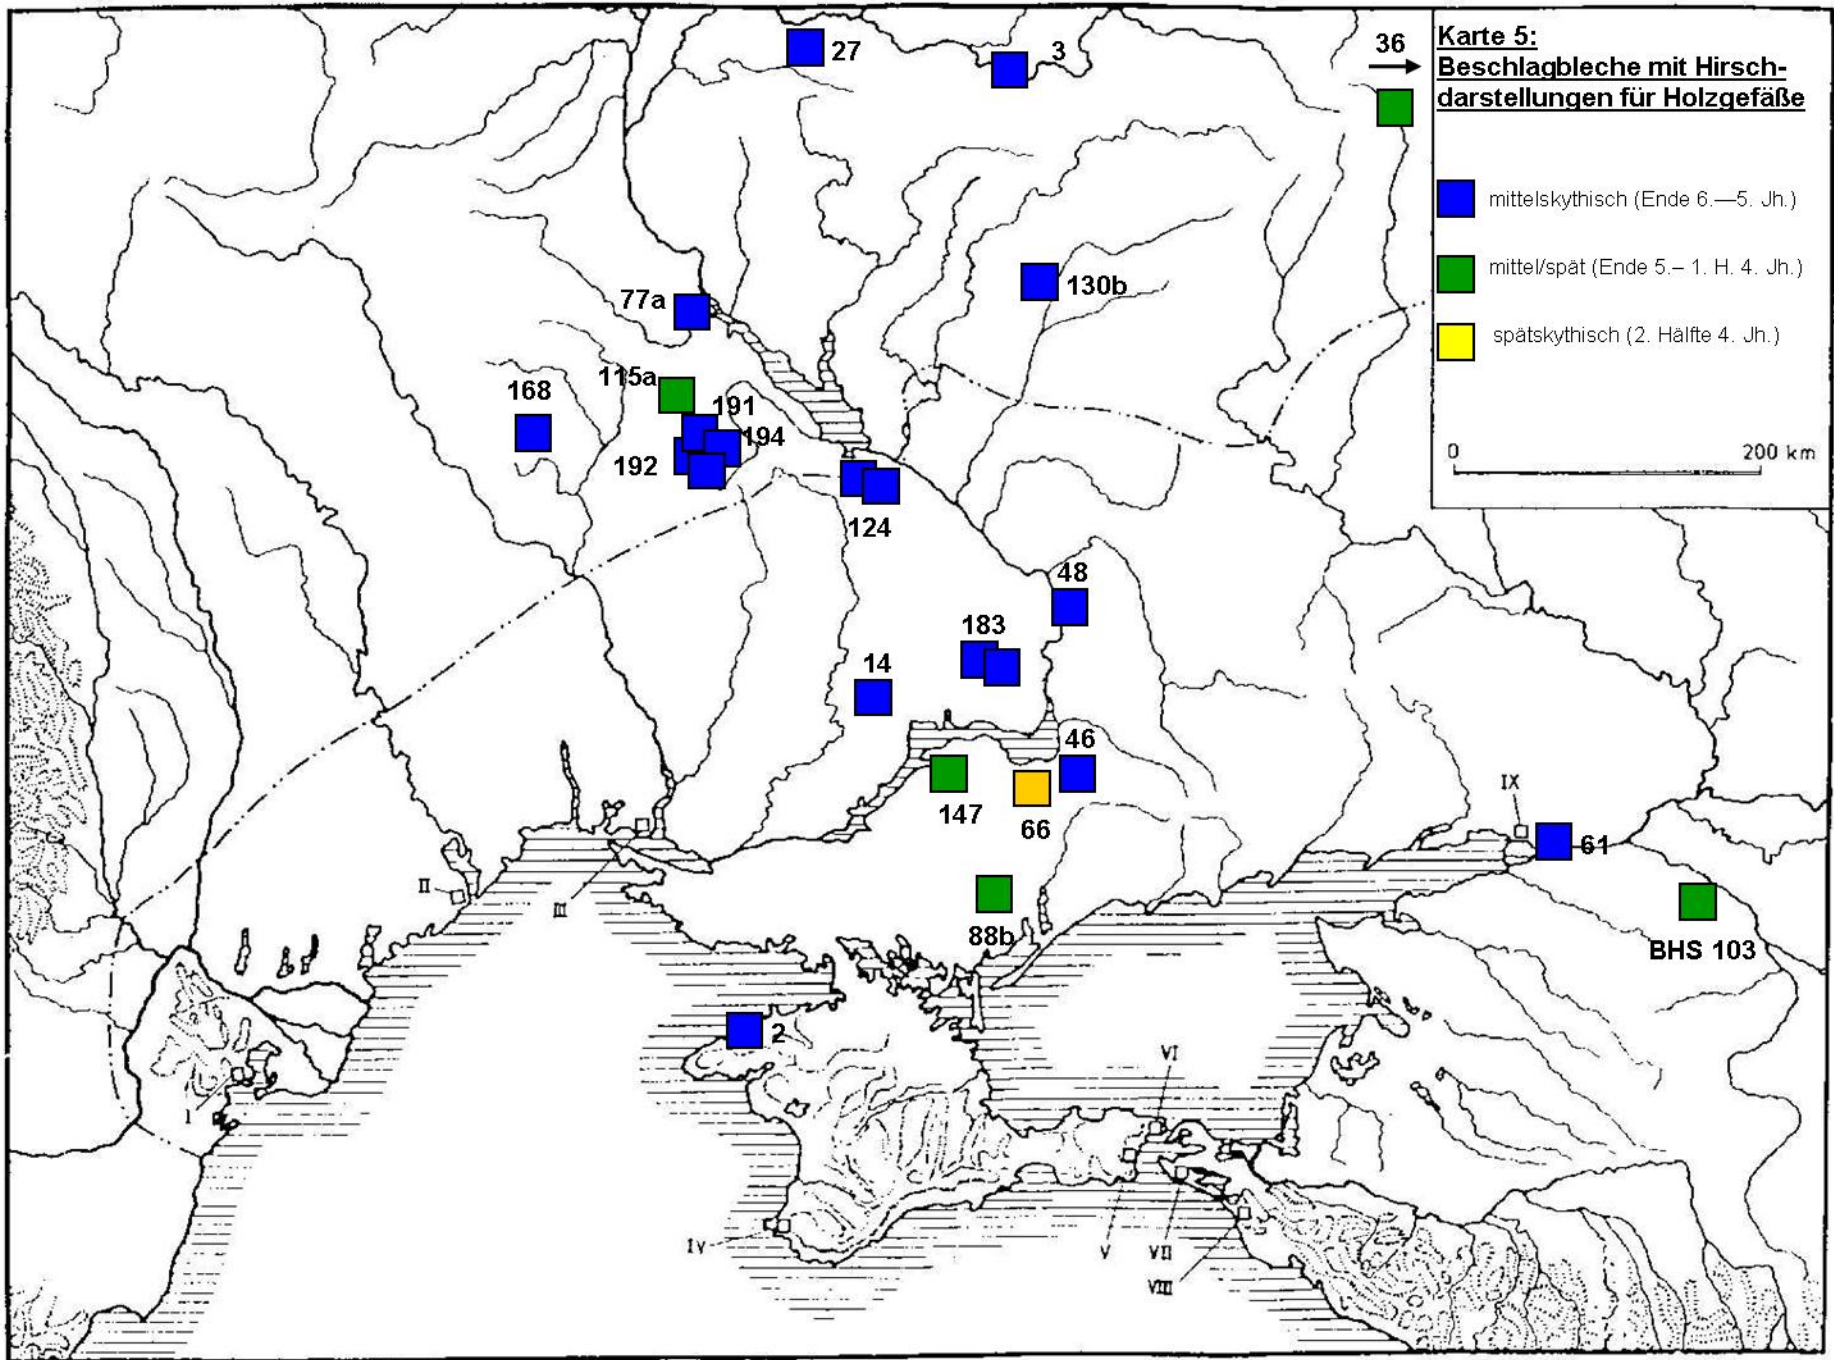 Karte 5:
Beschlagbleche mit Hirsch-
darstellungen für Holzgefäße
mittelskythisch (Ende 6.—5. Jh.)
mittel/spät (Ende 5.– 1. H. 4. Jh.)
spätskythisch (2. Hälfte 4. Jh.)
0 200 km
27
3
36
130b
77a
115a
168
191
194
192
124
48
183
14
46
147
66
IX
61
II
III
88b
BHS 103
2
VI
I
IV
V
VII
VIII